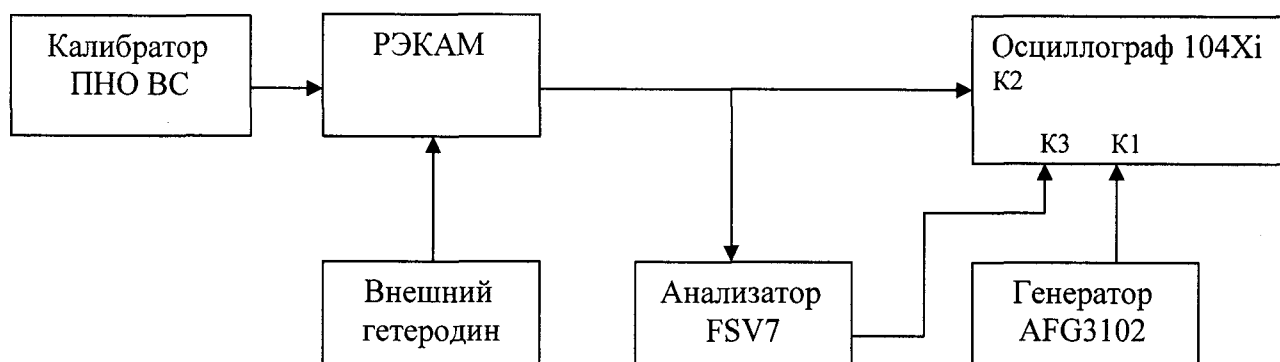 Калибратор
ПНО ВС
РЭКАМ
Осциллограф 104Xi
К2
К3 К1
Внешний
гетеродин
Анализатор
FSV7
Генератор
AFG3102